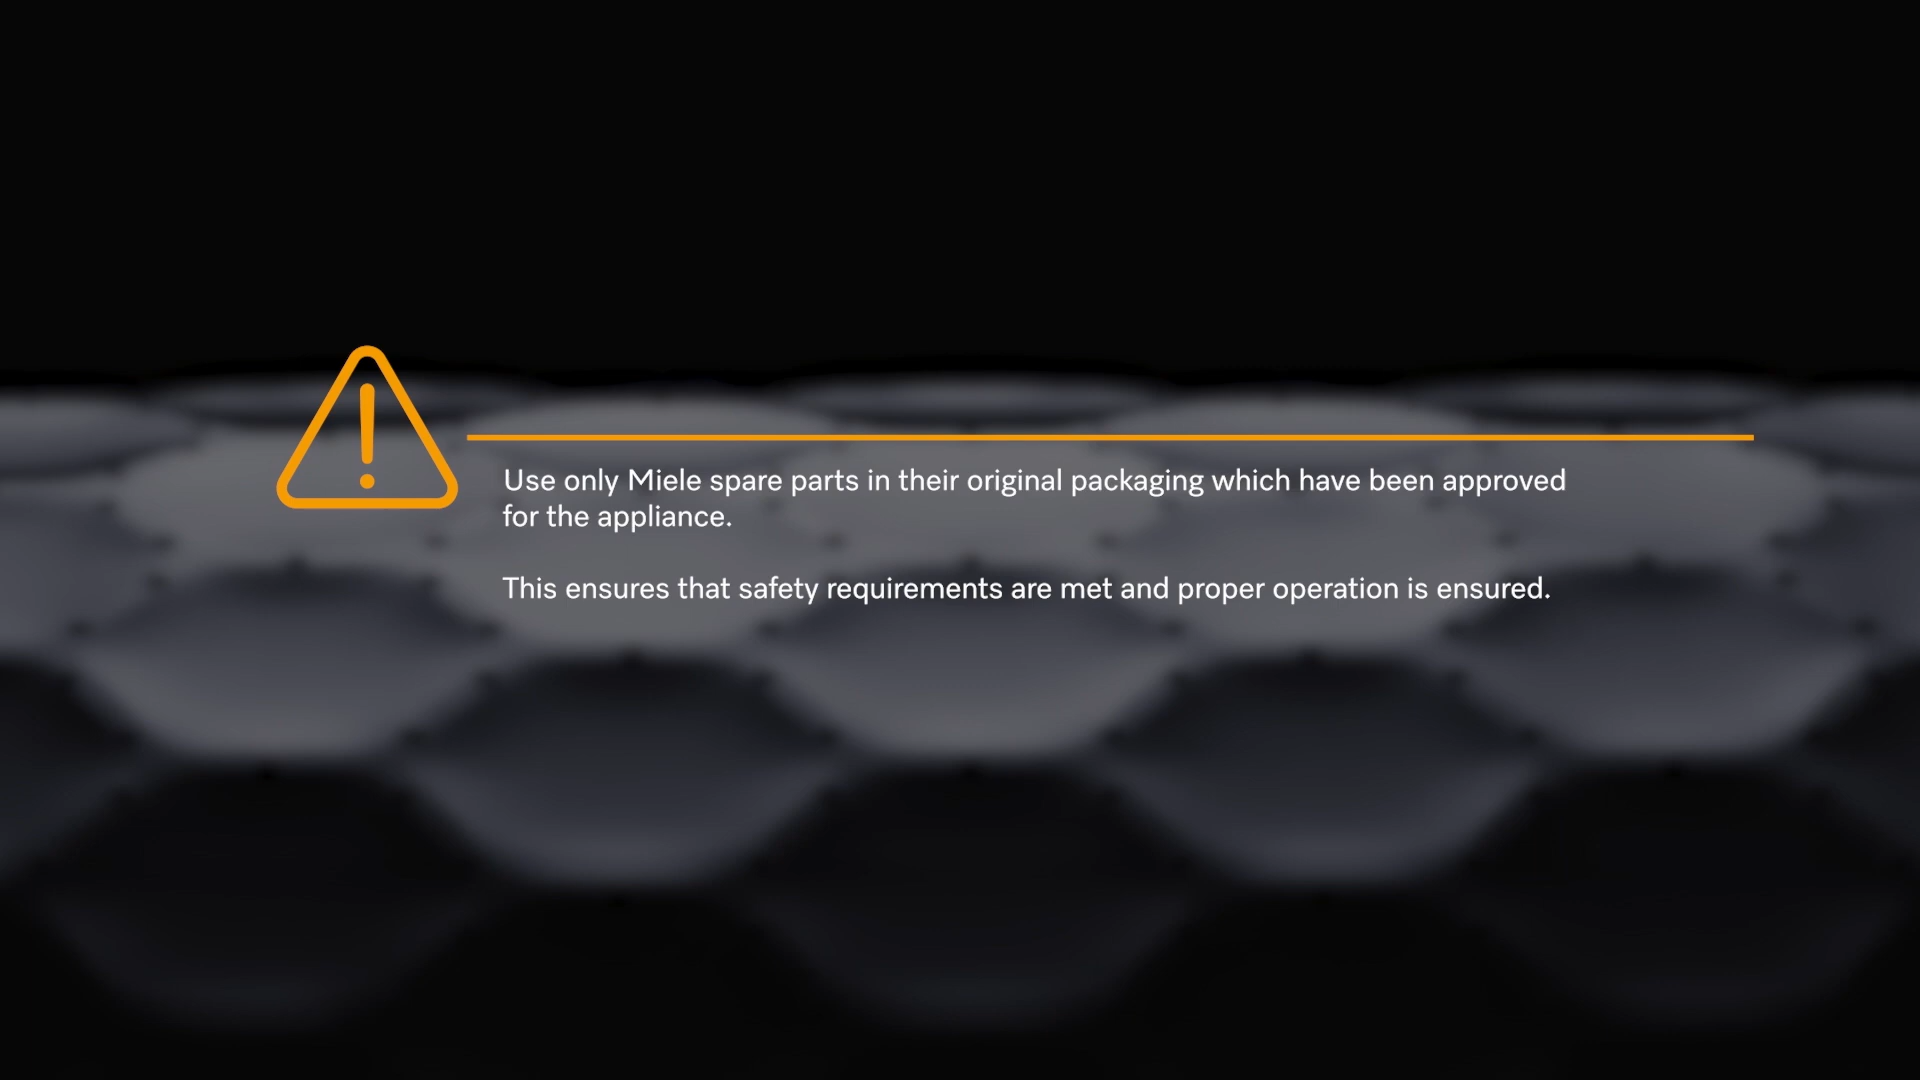 Use only Miele spare parts in their original packaging which have been approved
for the appliance.
This ensures that safety requirements are met and proper operation is ensured.